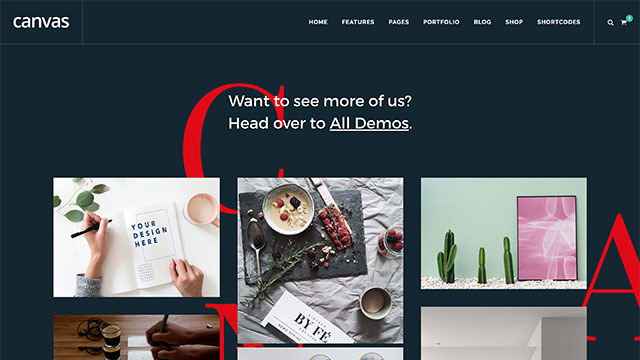 canvas
HOME FEATURES PAGES PORTFOLIO BLOG SHOP SHORTCODES
Want to see more of us?
Head over to All Demos.
C
YOUR
DESIGN
HERE
BY FÉ
A